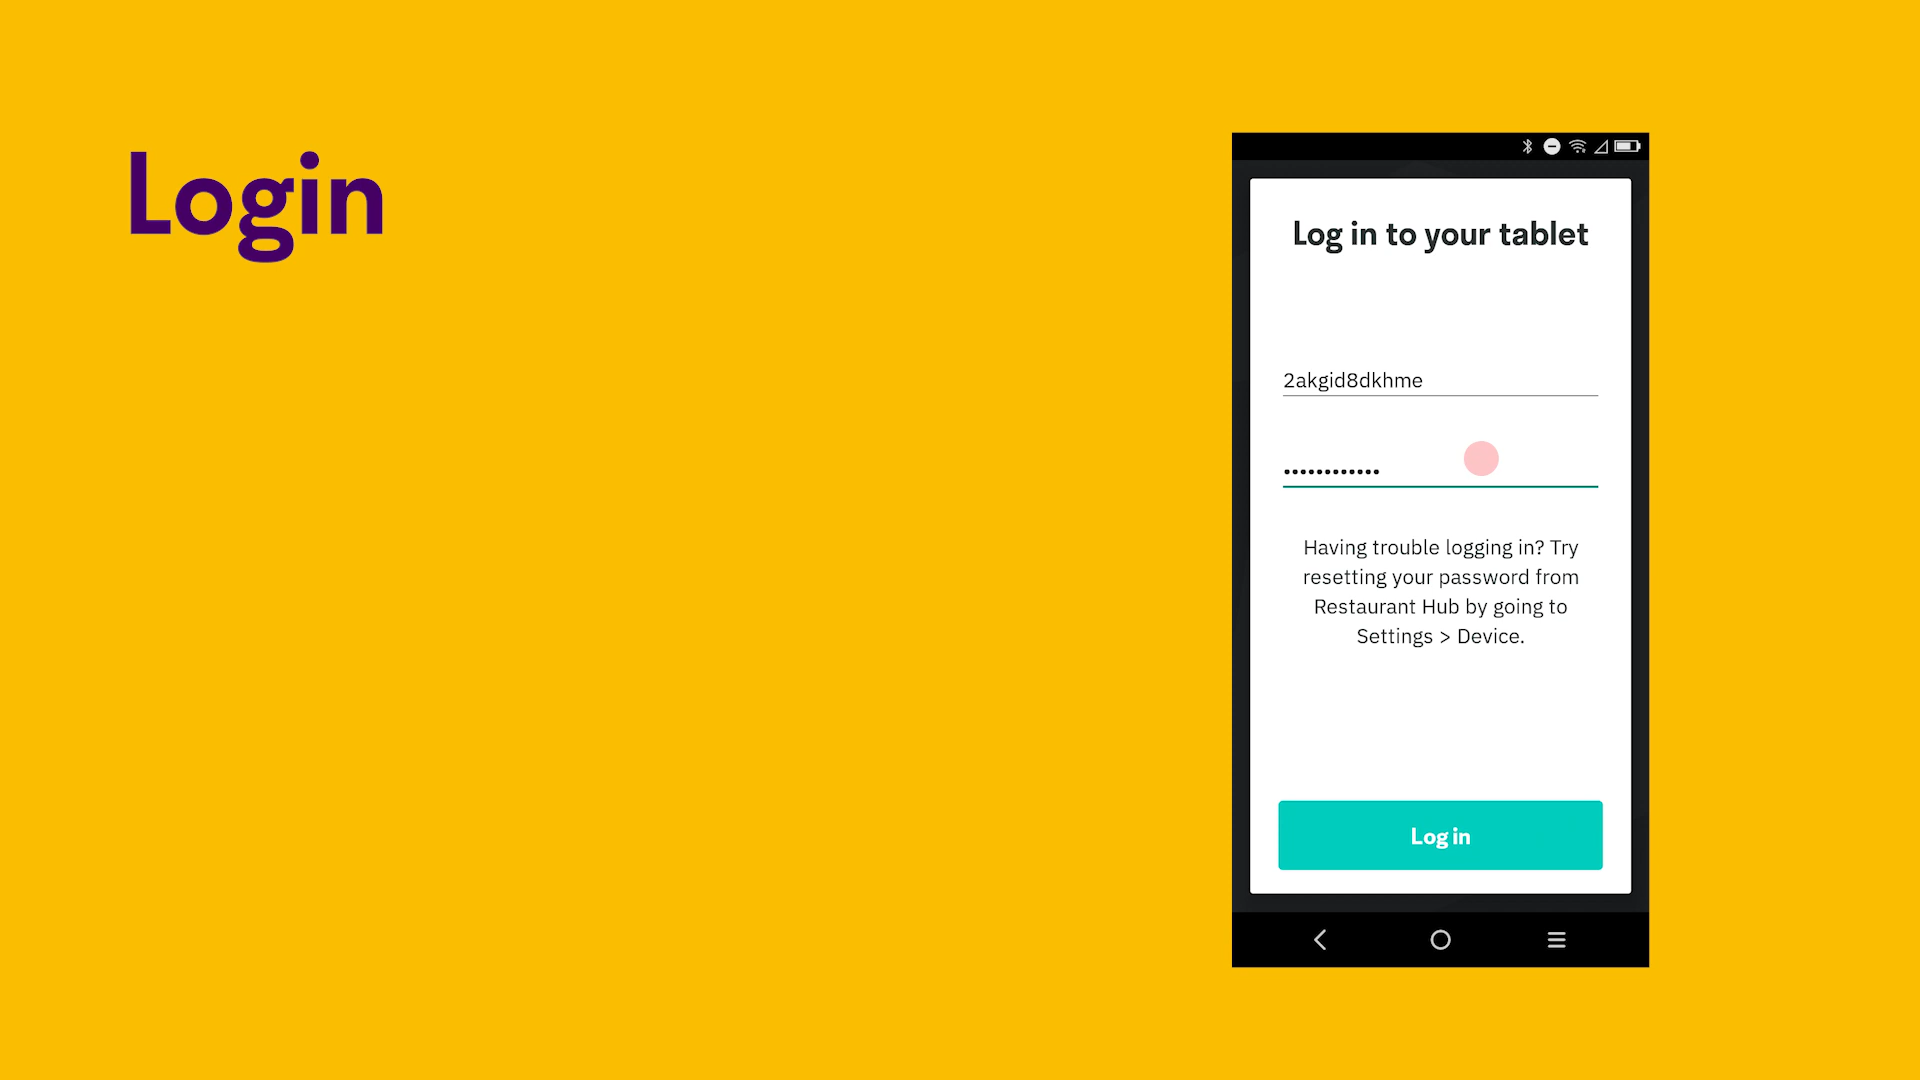 Login
Log in to your tablet
2akgid8dkhme
••••••••••••
Having trouble logging in? Try
resetting your password from
Restaurant Hub by going to
Settings > Device.
Log in